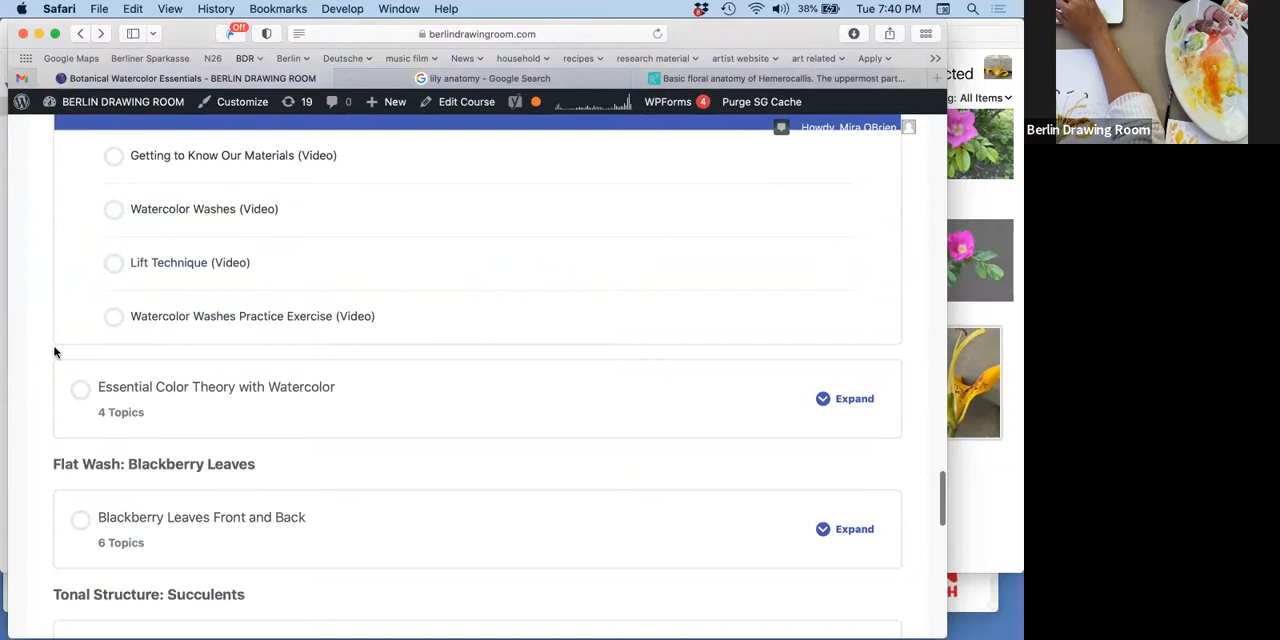 Safari File Edit View History Bookmarks Develop Window Help
8
38%
Tue 7:40 PM
Off
berlindrawingroom.com
Google Maps Berliner Sparkasse N26 BDR Berlin Deutsche music film News household recipes research material artist website art related Apply
Botanical Watercolor Essentials - BERLIN DRAWING ROOM
lily anatomy - Google Search
Basic floral anatomy of Hemerocallis. The uppermost part...
BERLIN DRAWING ROOM Customize 19 0 New Edit Course WPForms 4 Purge SG Cache
Howdy, Mira OBrien
Getting to Know Our Materials (Video)
Watercolor Washes (Video)
Lift Technique (Video)
Watercolor Washes Practice Exercise (Video)
Essential Color Theory with Watercolor
4 Topics
Expand
Flat Wash: Blackberry Leaves
Blackberry Leaves Front and Back
6 Topics
Expand
Tonal Structure: Succulents
cted
g: All Items
H
Berlin Drawing Room